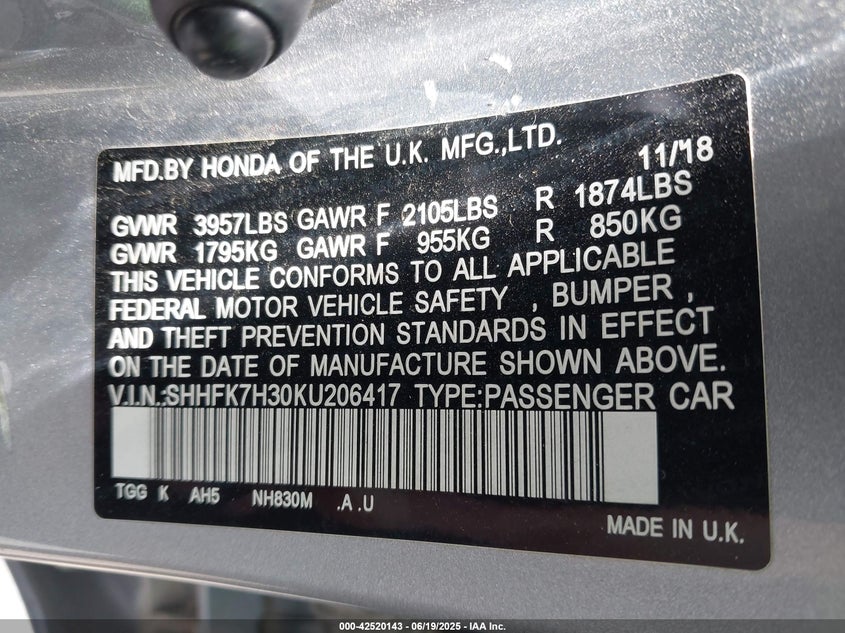 MFD.BY HONDA OF THE U.K. MFG.,LTD. 11/18
GVWR 3957LBS GAWR F 2105LBS R 1874LBS
GVWR 1795KG GAWR F 955KG R 850KG
THIS VEHICLE CONFORMS TO ALL APPLICABLE
FEDERAL MOTOR VEHICLE SAFETY , BUMPER ,
AND THEFT PREVENTION STANDARDS IN EFFECT
ON THE DATE OF MANUFACTURE SHOWN ABOVE.
V.I.N.:SHHFK7H30KU206417 TYPE:PASSENGER CAR
TGG K AH5 NH830M .A .U
MADE IN U.K.
000-42520143 / 06/19/2025 - IAA Inc.